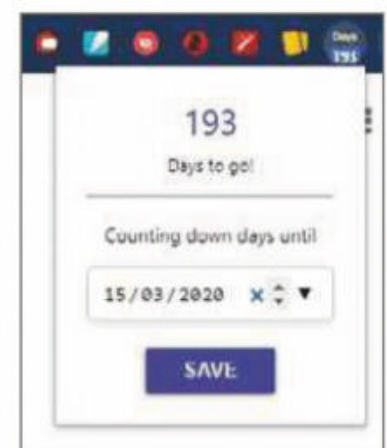 Days
193
193
Days to go!
Counting down days until
15/03/2020
SAVE